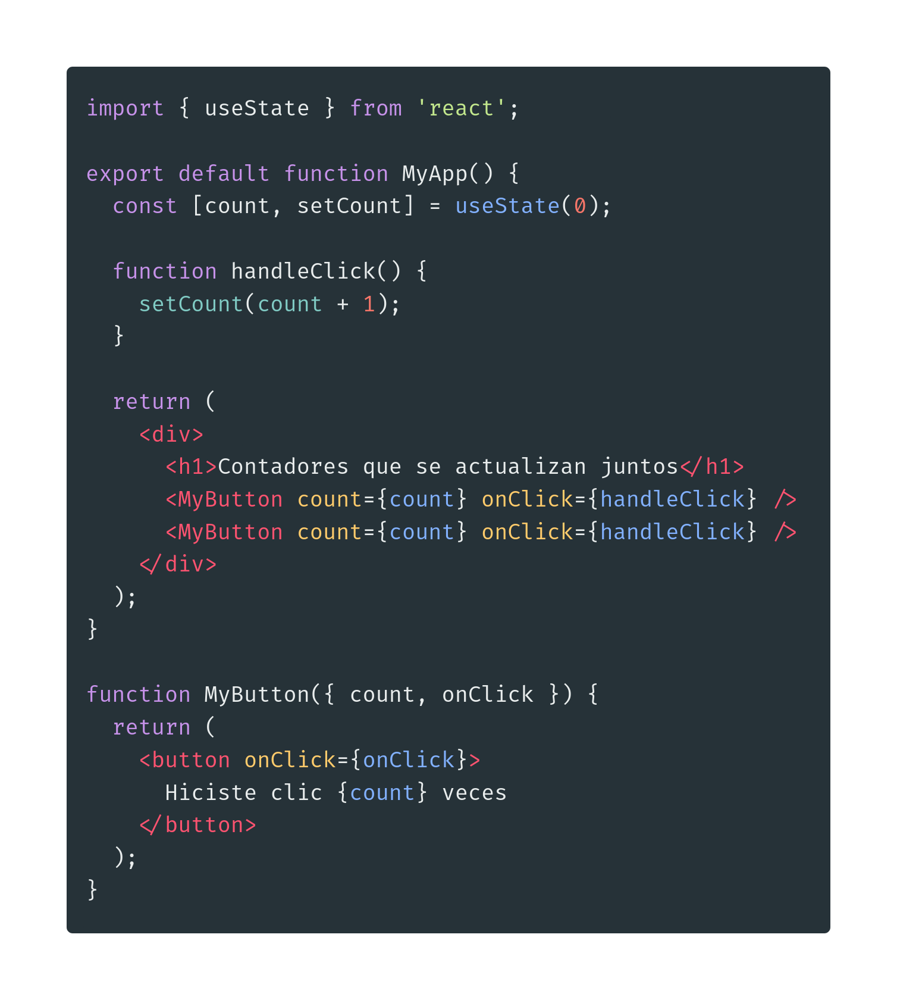 import { useState } from 'react';

export default function MyApp() {
  const [count, setCount] = useState(0);

  function handleClick() {
    setCount(count + 1);
  }

  return (
    <div>
      <h1>Contadores que se actualizan juntos</h1>
      <MyButton count={count} onClick={handleClick} />
      <MyButton count={count} onClick={handleClick} />
    </div>
  );
}

function MyButton({ count, onClick }) {
  return (
    <button onClick={onClick}>
      Hiciste clic {count} veces
    </button>
  );
}